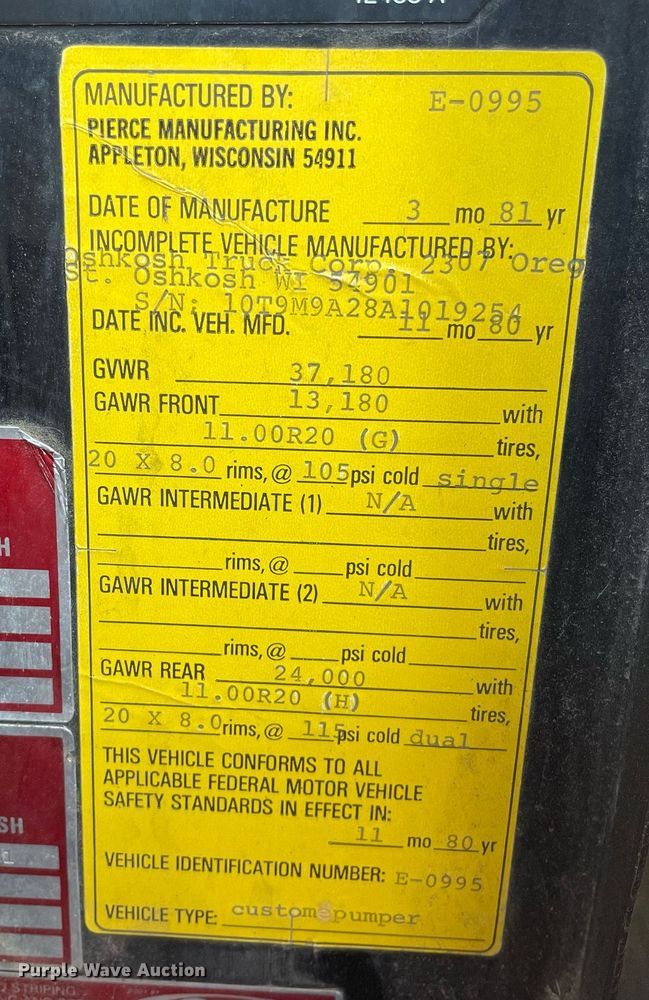 MANUFACTURED BY: E-0995
PIERCE MANUFACTURING INC.
APPLETON, WISCONSIN 54911
DATE OF MANUFACTURE 3 mo 81 yr
INCOMPLETE VEHICLE MANUFACTURED BY:
Oshkosh Truck Corp. 2307 Oreg
St. Oshkosh WI 54901
S/N: 10T9M9A28A1019254
DATE INC. VEH. MFD. 11 mo 80 yr
GVWR 37,180
GAWR FRONT 13,180 with
11.00R20 (G) tires,
20 X 8.0 rims, @ 105 psi cold single
GAWR INTERMEDIATE (1) N/A with
tires,
rims, @ psi cold
GAWR INTERMEDIATE (2) N/A with
tires,
rims, @ psi cold
GAWR REAR 24,000 with
11.00R20 (H) tires,
20 X 8.0 rims, @ 115 psi cold dual
THIS VEHICLE CONFORMS TO ALL
APPLICABLE FEDERAL MOTOR VEHICLE
SAFETY STANDARDS IN EFFECT IN:
11 mo 80 yr
VEHICLE IDENTIFICATION NUMBER: E-0995
VEHICLE TYPE: custom pumper
H
SH
Purple Wave Auction
STRIPING